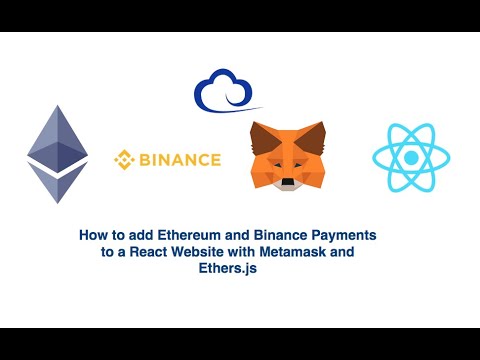 BINANCE
How to add Ethereum and Binance Payments
to a React Website with Metamask and
Ethers.js